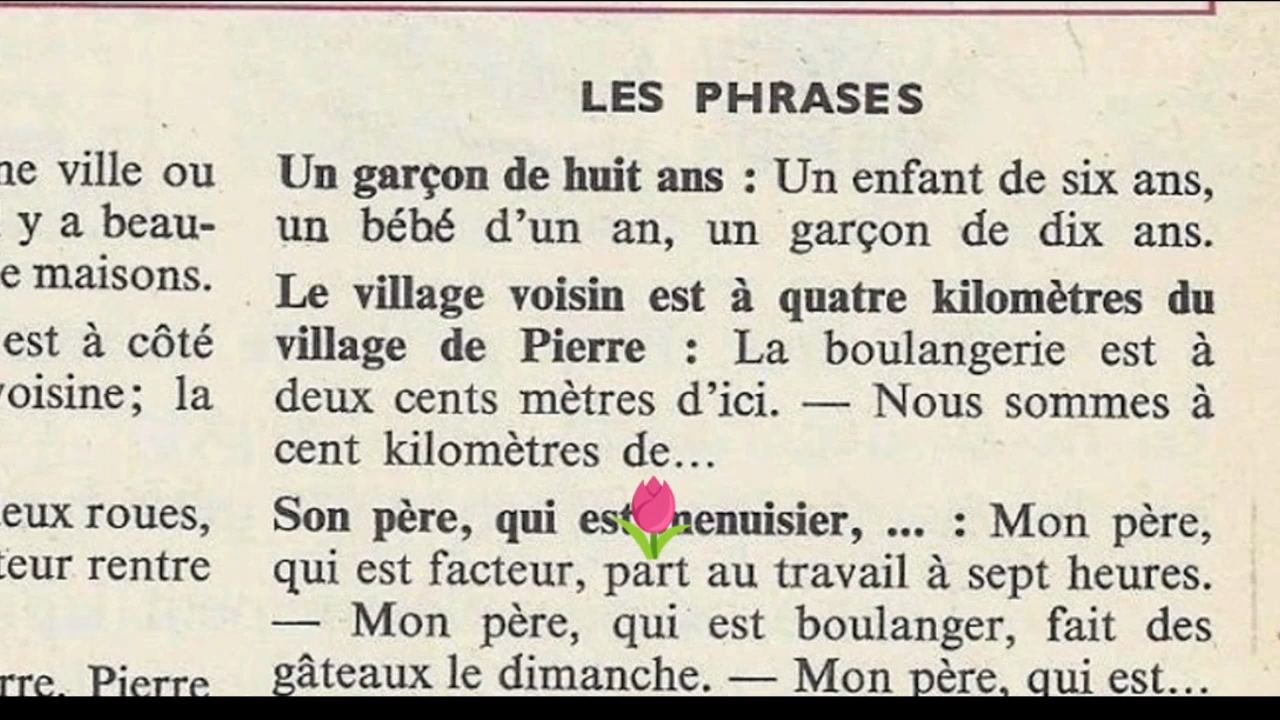 LES PHRASES
ne ville ou
y a beau-
e maisons.
est à côté
voisine; la
eux roues,
teur rentre
rre. Pierre
Un garçon de huit ans : Un enfant de six ans,
un bébé d'un an, un garçon de dix ans.
Le village voisin est à quatre kilomètres du
village de Pierre : La boulangerie est à
deux cents mètres d'ici. — Nous sommes à
cent kilomètres de...
Son père, qui est menuisier, ... : Mon père,
qui est facteur, part au travail à sept heures.
— Mon père, qui est boulanger, fait des
gâteaux le dimanche. — Mon père, qui est...